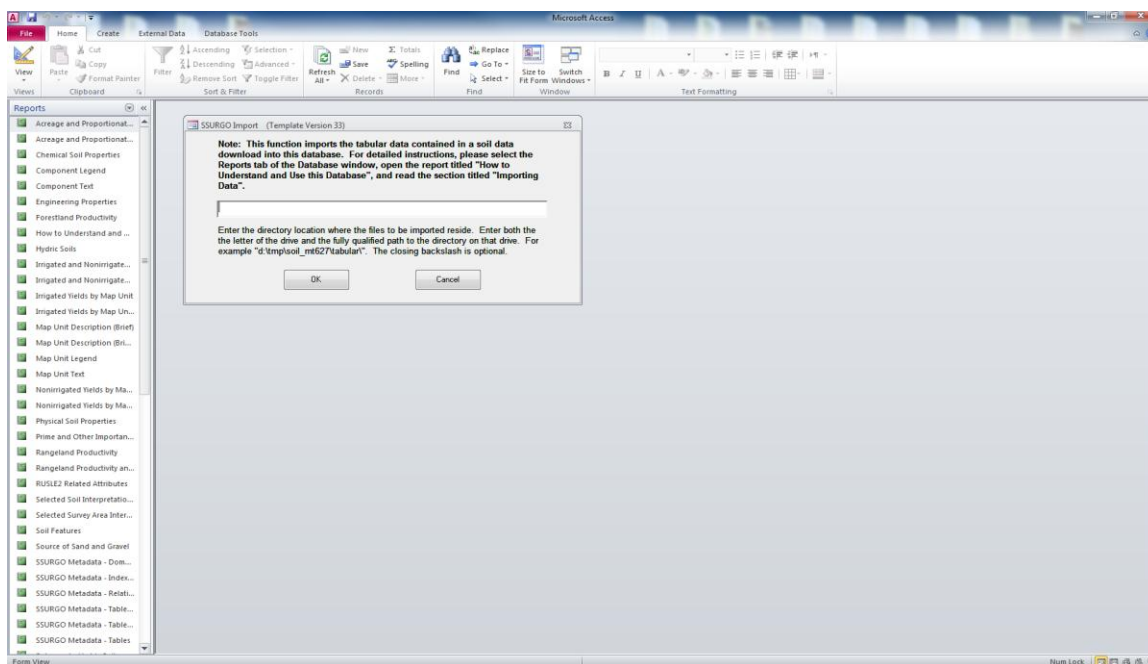 Microsoft Access
File Home Create External Data Database Tools
View
Views
Paste
Cut
Copy
Format Painter
Clipboard
Filter
Ascending
Descending
Remove Sort
Selection
Advanced
Toggle Filter
Sort & Filter
Refresh All
New
Save
Delete
Totals
Spelling
More
Records
Find
Replace
Go To
Select
Find
Size to Fit Form
Switch Windows
Window
B I U A
Text Formatting
Reports
Acreage and Proportionat...
Acreage and Proportionat...
Chemical Soil Properties
Component Legend
Component Text
Engineering Properties
Forestland Productivity
How to Understand and ...
Hydric Soils
Irrigated and Nonirrigate...
Irrigated and Nonirrigate...
Irrigated Yields by Map Unit
Irrigated Yields by Map Un...
Map Unit Description (Brief)
Map Unit Description (Bri...
Map Unit Legend
Map Unit Text
Nonirrigated Yields by Ma...
Nonirrigated Yields by Ma...
Physical Soil Properties
Prime and Other Importan...
Rangeland Productivity
Rangeland Productivity an...
RUSLE2 Related Attributes
Selected Soil Interpretatio...
Selected Survey Area Inter...
Soil Features
Source of Sand and Gravel
SSURGO Metadata - Dom...
SSURGO Metadata - Index...
SSURGO Metadata - Relati...
SSURGO Metadata - Table...
SSURGO Metadata - Table...
SSURGO Metadata - Tables
SSURGO Import (Template Version 33)
Note: This function imports the tabular data contained in a soil data
download into this database. For detailed instructions, please select the
Reports tab of the Database window, open the report titled "How to
Understand and Use this Database", and read the section titled "Importing
Data".
Enter the directory location where the files to be imported reside. Enter both the
the letter of the drive and the fully qualified path to the directory on that drive. For
example "d:\tmp\soil_mt627\tabular\". The closing backslash is optional.
OK Cancel
Form View
Num Lock